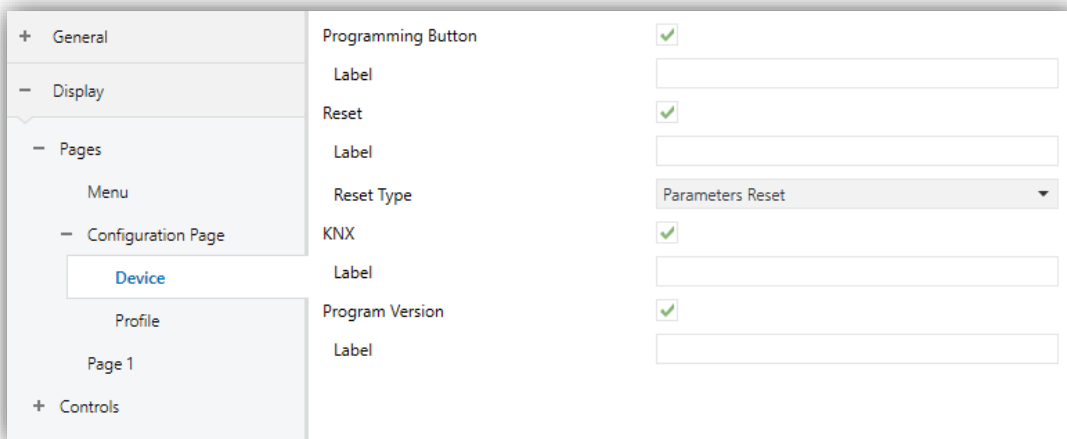 General
Display
Pages
Menu
Configuration Page
Device
Profile
Page 1
Controls
Programming Button
Label
Reset
Label
Reset Type
Parameters Reset
KNX
Label
Program Version
Label